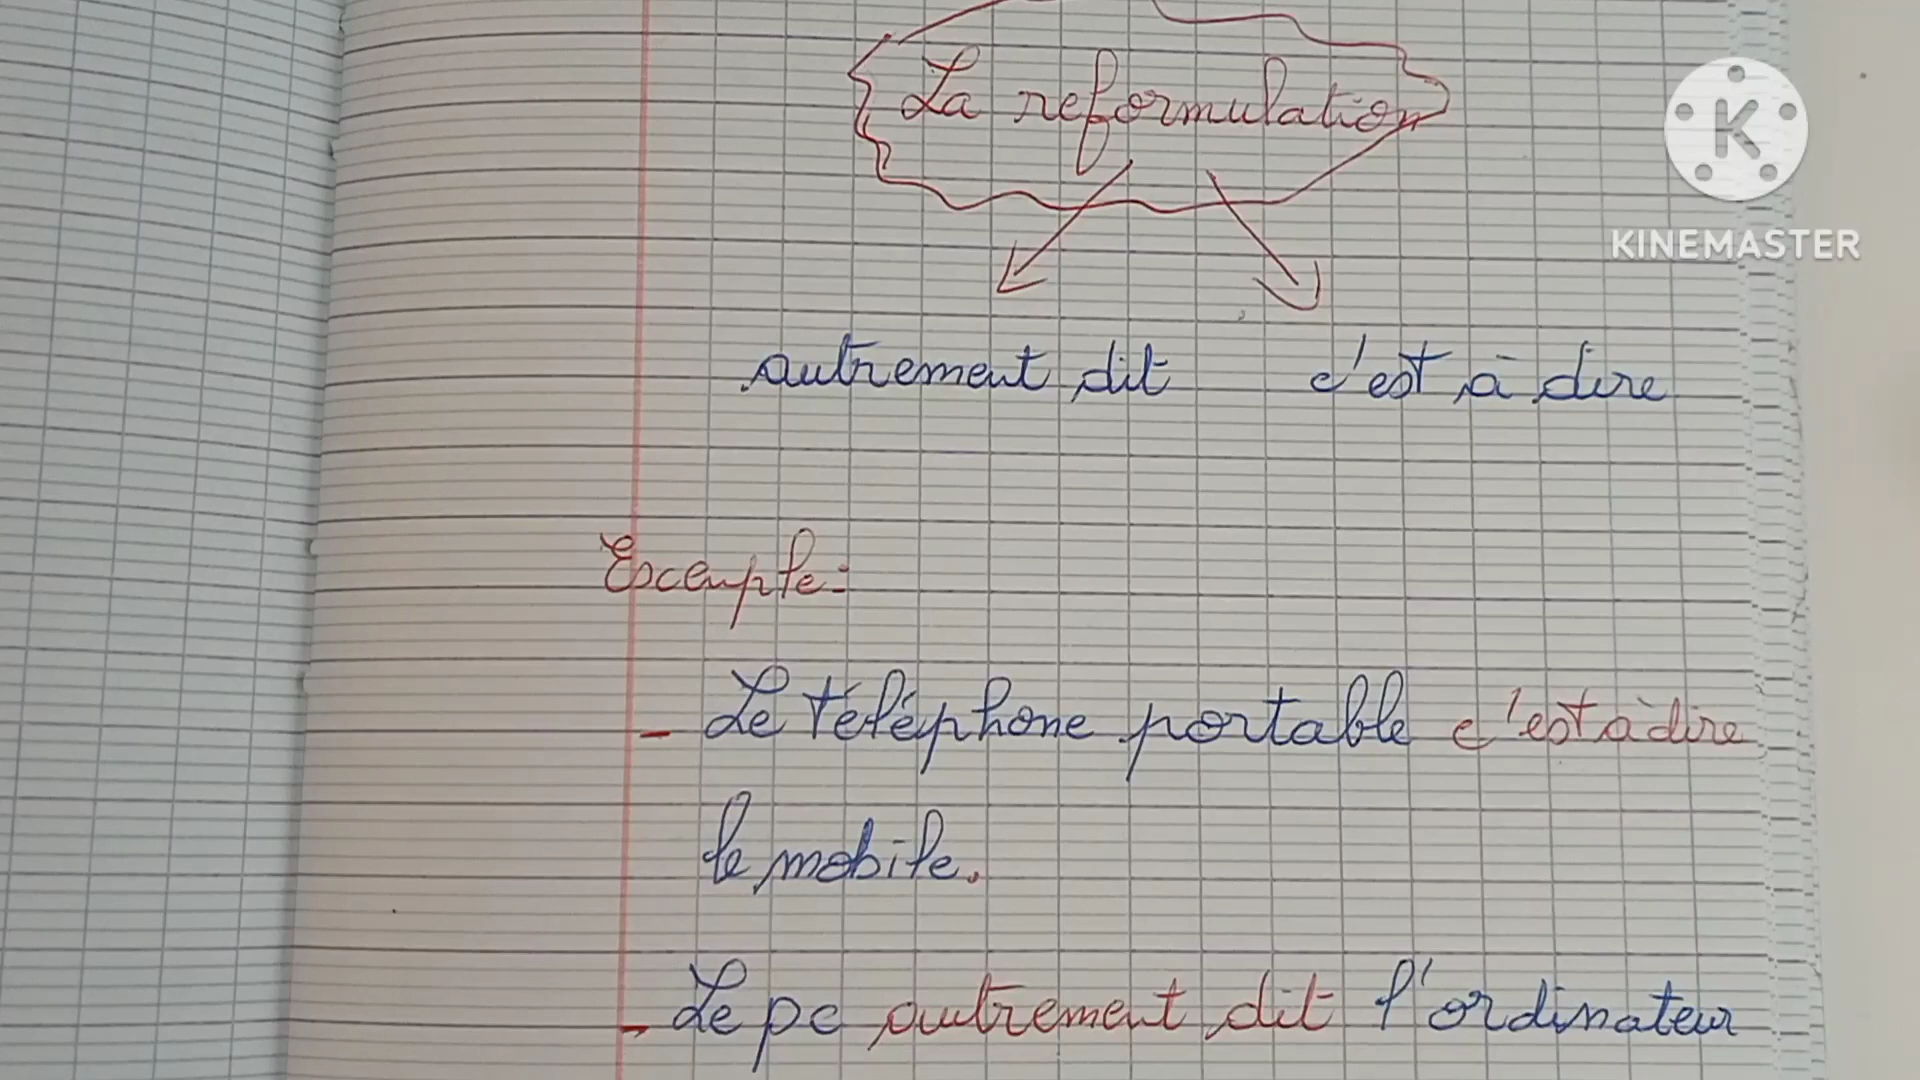 La reformulation
KINEMASTER
autrement dit c'est à dire
Exemple:
- Le téléphone portable c'est à dire
le mobile.
- Le pc autrement dit l'ordinateur